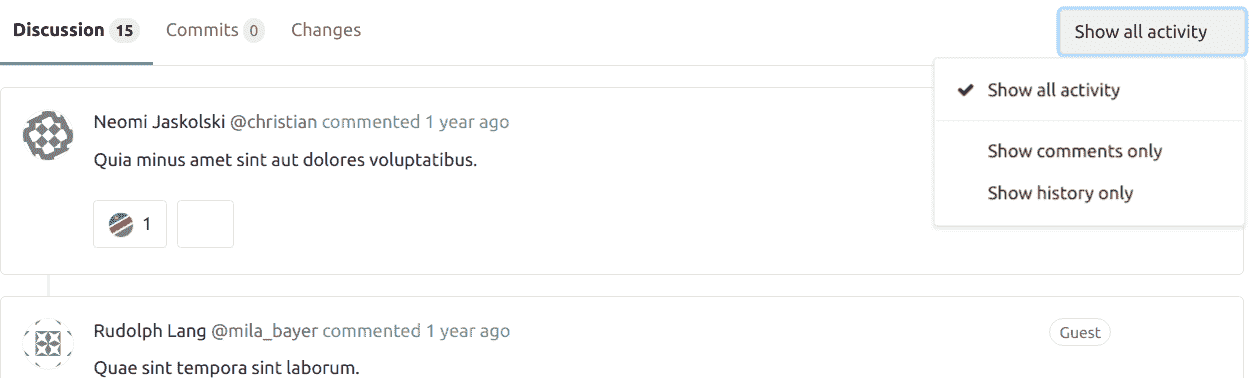 Discussion 15 Commits 0 Changes Show all activity
Show all activity
Show comments only
Show history only
Neomi Jaskolski @christian commented 1 year ago
Quia minus amet sint aut dolores voluptatibus.
1
Rudolph Lang @mila_bayer commented 1 year ago Guest
Quae sint tempora sint laborum.